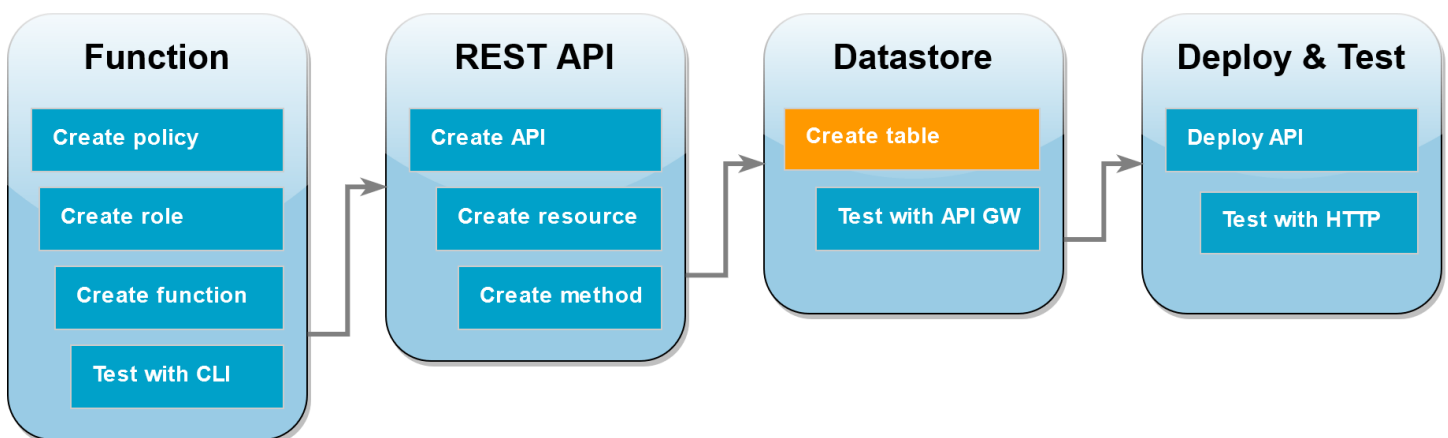 Function
Create policy
Create role
Create function
Test with CLI
REST API
Create API
Create resource
Create method
Datastore
Create table
Test with API GW
Deploy & Test
Deploy API
Test with HTTP